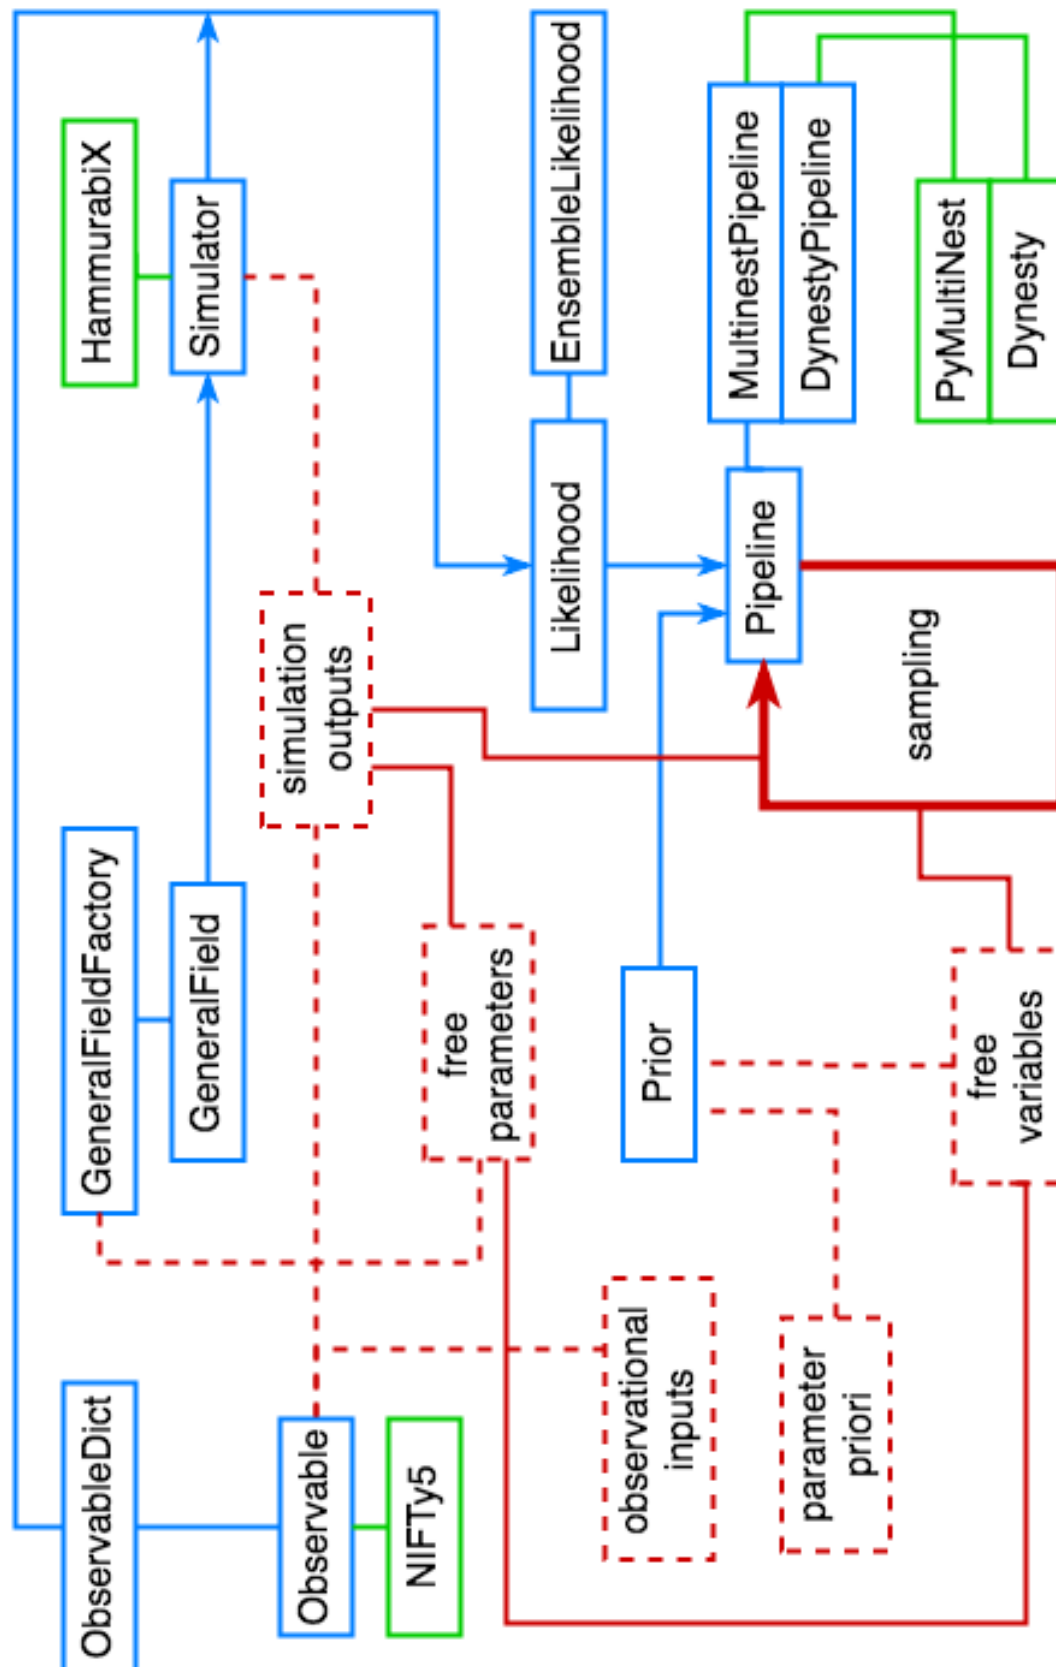 ObservableDict
GeneralFieldFactory
HammurabiX
GeneralField
Simulator
Observable
simulation
outputs
NIFTy5
free
parameters
Likelihood
EnsembleLikelihood
observational
inputs
Prior
Pipeline
MultinestPipeline
DynestyPipeline
parameter
priori
sampling
PyMultiNest
Dynesty
free
variables